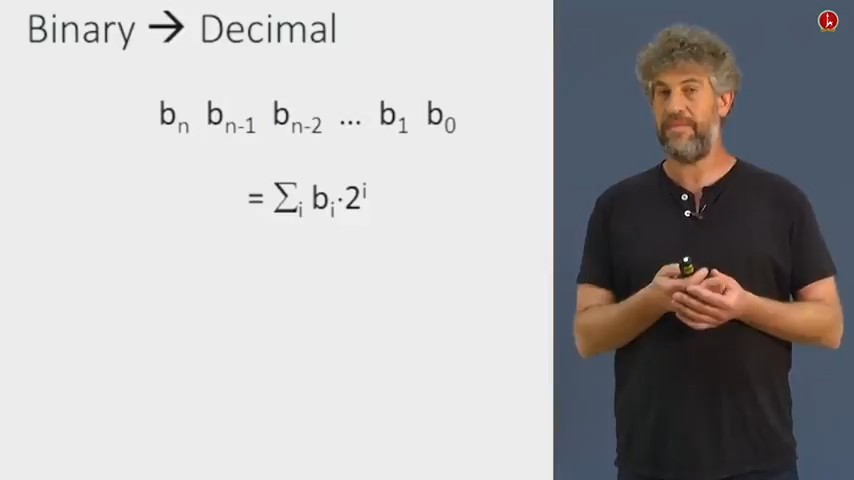 Binary → Decimal
bₙ bₙ₋₁ bₙ₋₂ ... b₁ b₀
= ∑ᵢ bᵢ·2ⁱ